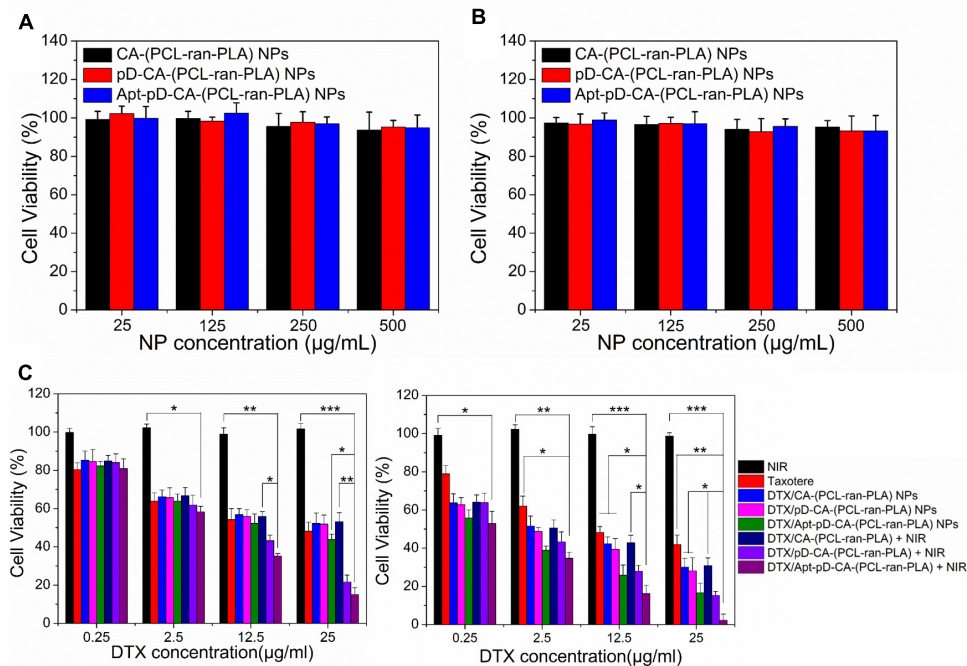 A
140
120
100
80
60
40
20
0
Cell Viability (%)
CA-(PCL-ran-PLA) NPs
pD-CA-(PCL-ran-PLA) NPs
Apt-pD-CA-(PCL-ran-PLA) NPs
25 125 250 500
NP concentration (µg/mL)
B
140
120
100
80
60
40
20
0
Cell Viability (%)
CA-(PCL-ran-PLA) NPs
pD-CA-(PCL-ran-PLA) NPs
Apt-pD-CA-(PCL-ran-PLA) NPs
25 125 250 500
NP concentration (µg/mL)
C
120
100
80
60
40
20
0
Cell Viability (%)
* ** ***
*
* **
0.25 2.5 12.5 25
DTX concentration(µg/ml)
120
100
80
60
40
20
0
Cell Viability (%)
* ** *** ***
* * **
* *
0.25 2.5 12.5 25
DTX concentration(µg/ml)
NIR
Taxotere
DTX/CA-(PCL-ran-PLA) NPs
DTX/pD-CA-(PCL-ran-PLA) NPs
DTX/Apt-pD-CA-(PCL-ran-PLA) NPs
DTX/CA-(PCL-ran-PLA) + NIR
DTX/pD-CA-(PCL-ran-PLA) + NIR
DTX/Apt-pD-CA-(PCL-ran-PLA) + NIR